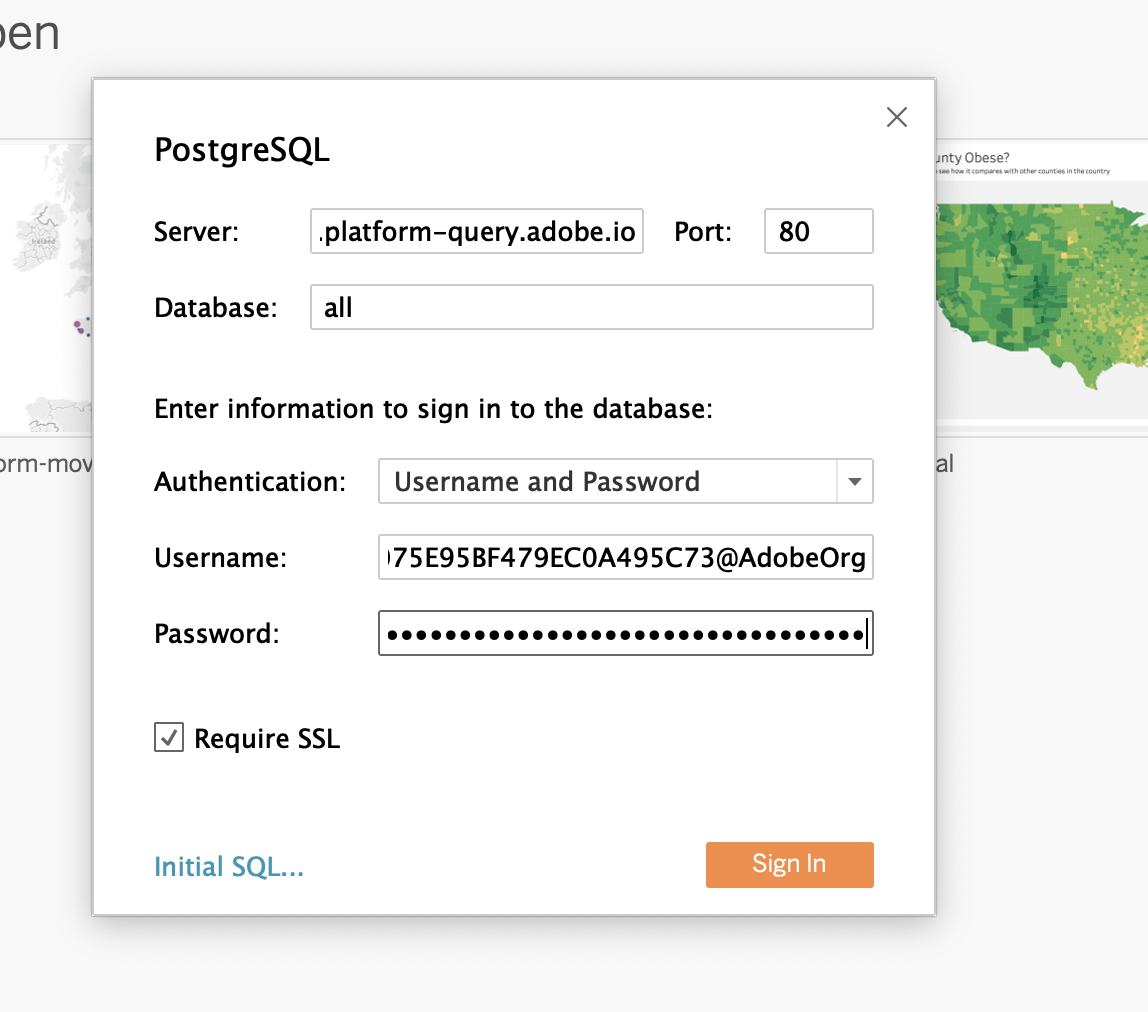 pen
PostgreSQL
Server: .platform-query.adobe.io Port: 80
Database: all
unty Obese?
see how it compares with other counties in the country
Ireland
Enter information to sign in to the database:
orm-mov
al
Authentication: Username and Password
Username: 075E95BF479EC0A495C73@AdobeOrg
Password: ••••••••••••••••••••••••••••••••••
Require SSL
Initial SQL... Sign In